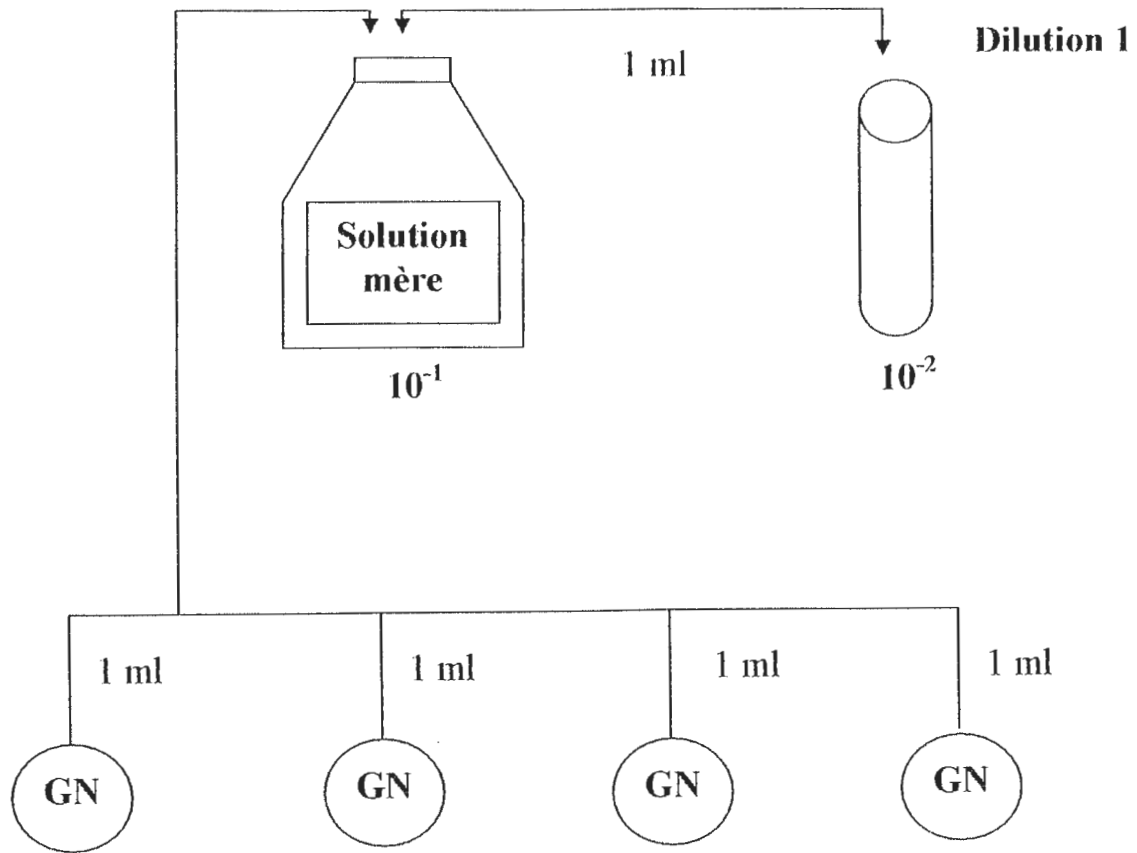 Dilution 1
1 ml
Solution
mère
10⁻¹
10⁻²
1 ml
1 ml
1 ml
1 ml
GN
GN
GN
GN